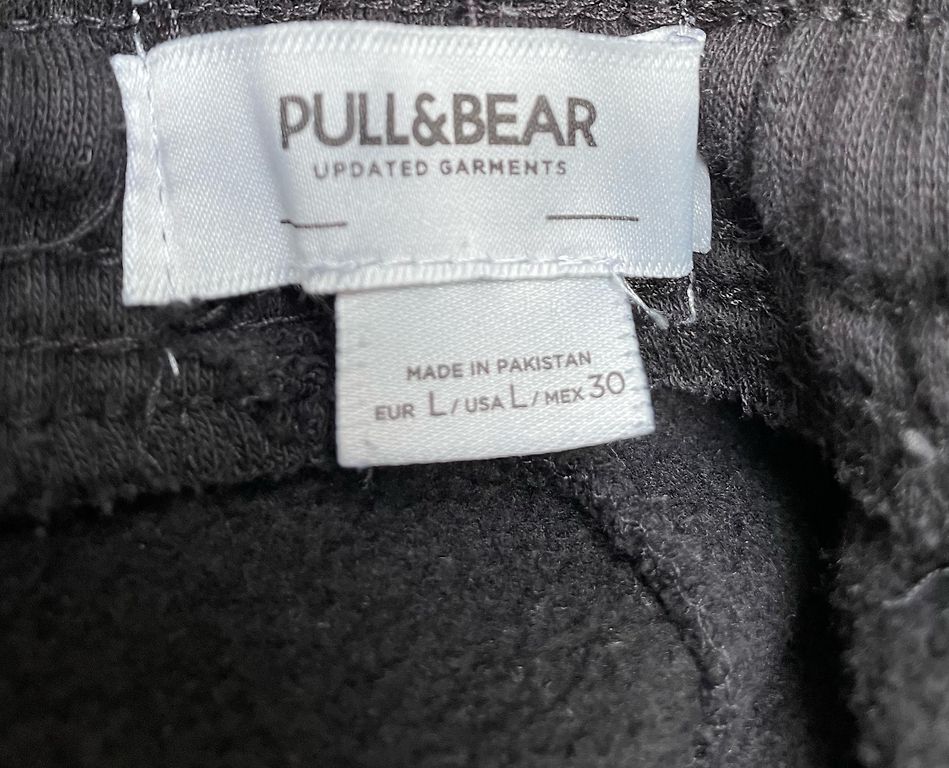 PULL&BEAR
UPDATED GARMENTS
MADE IN PAKISTAN
EUR L/USA L/MEX 30